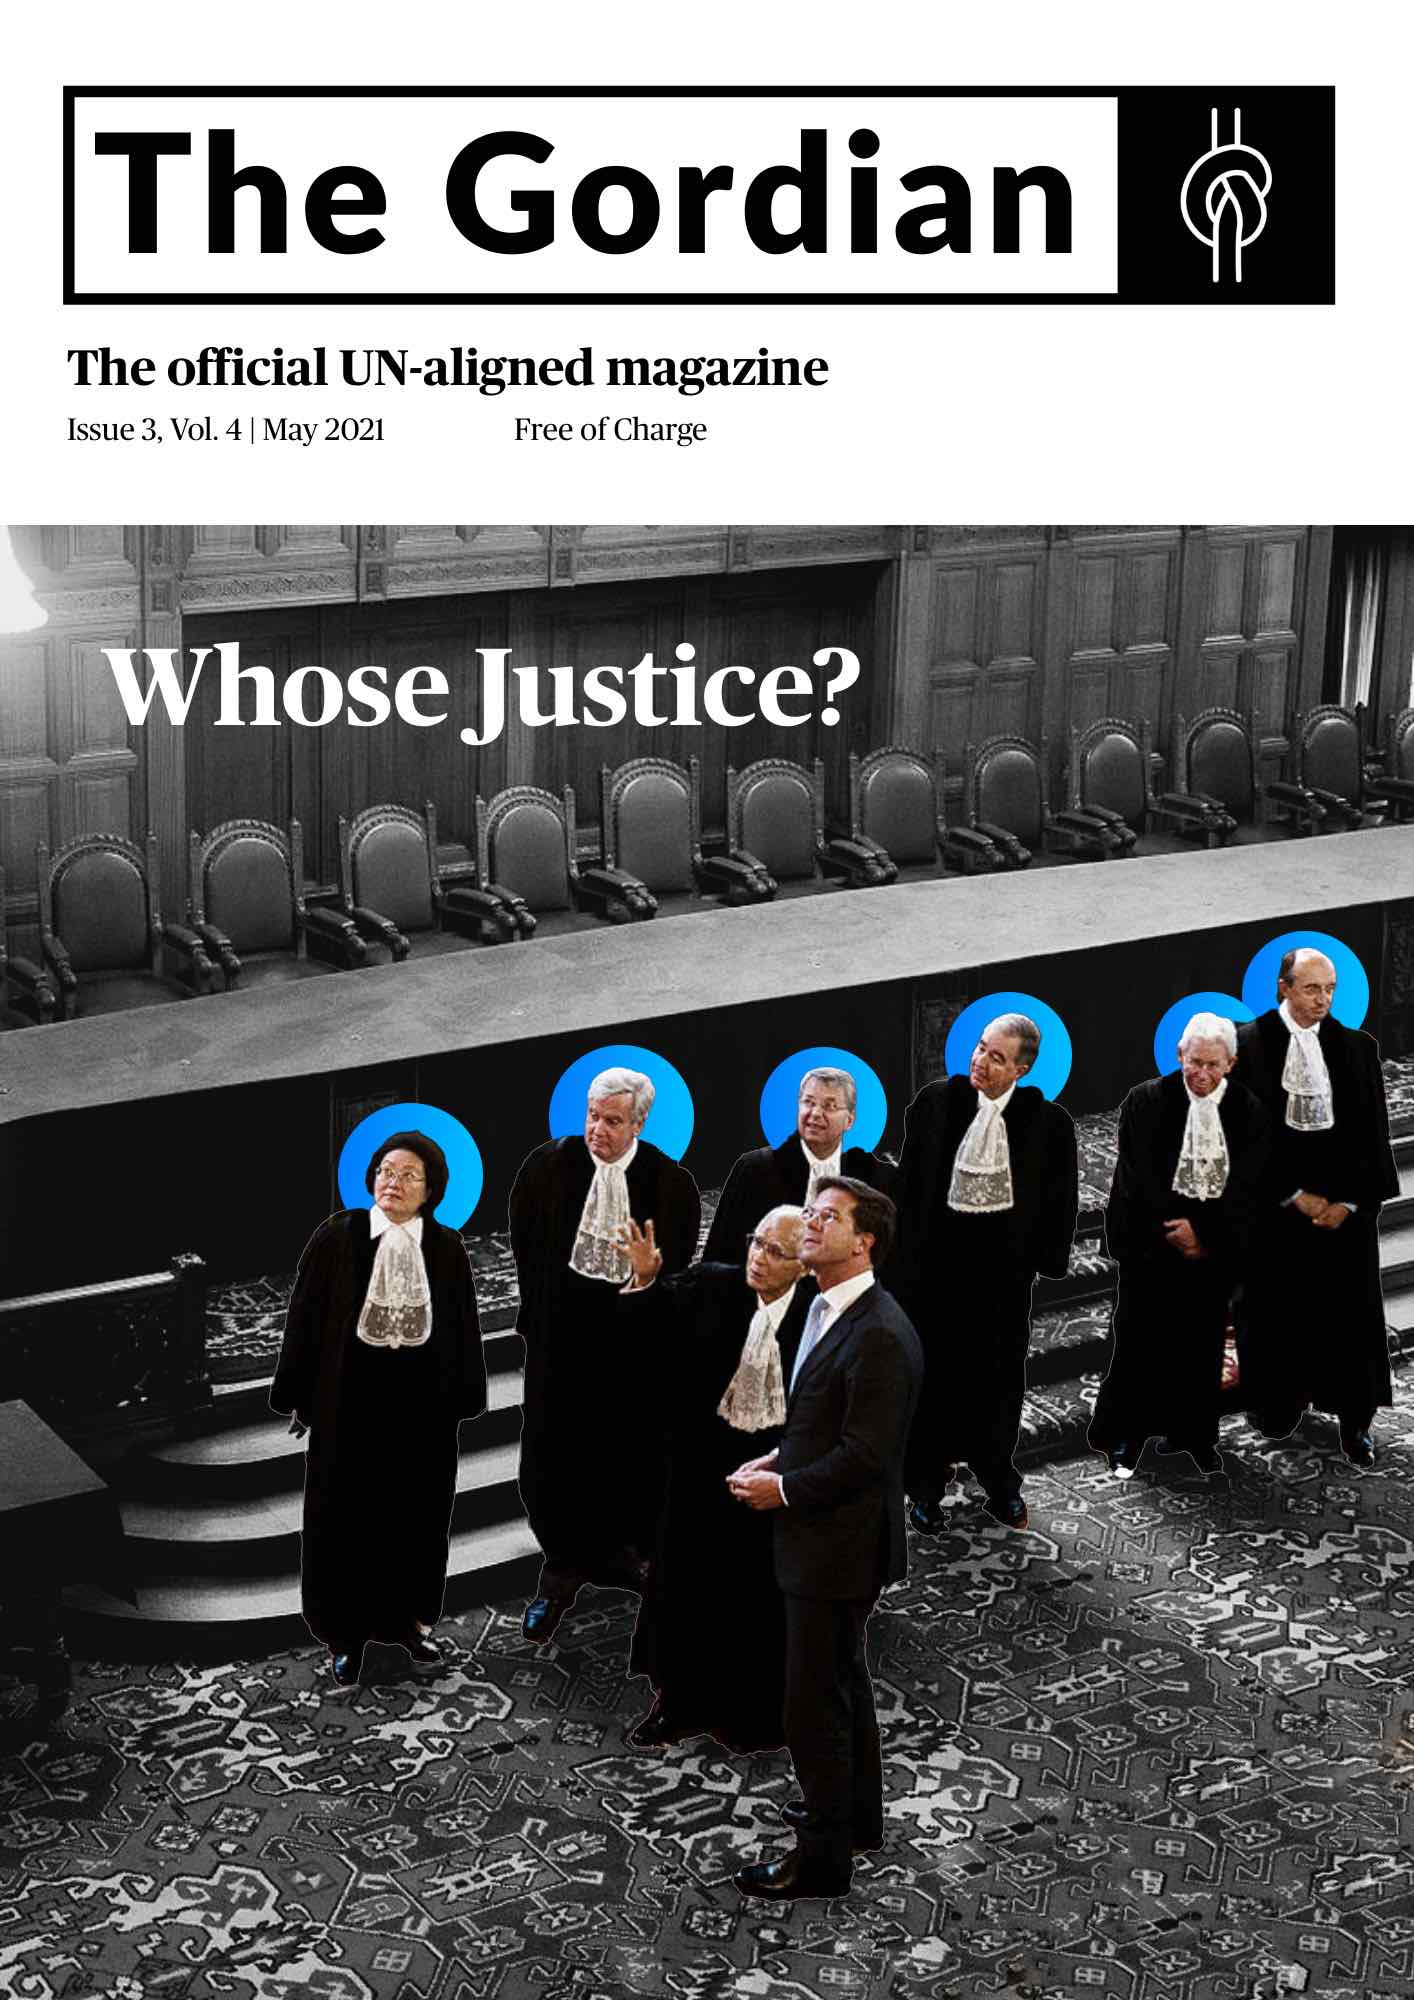 The Gordian
The official UN-aligned magazine
Issue 3, Vol. 4 | May 2021 Free of Charge
Whose Justice?